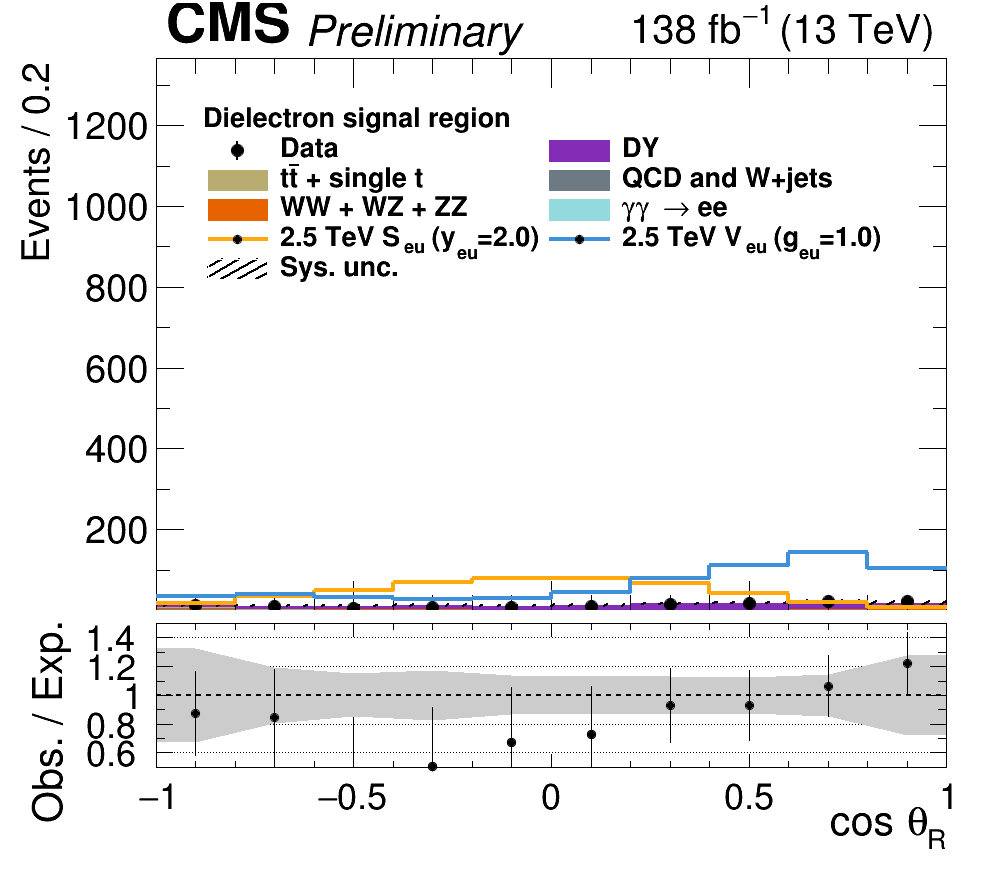 CMS Preliminary 138 fb⁻¹ (13 TeV)
Events / 0.2
1200
1000
800
600
400
200
Dielectron signal region
Data DY
tt̄ + single t QCD and W+jets
WW + WZ + ZZ γγ → ee
2.5 TeV S_eu (y_eu=2.0) 2.5 TeV V_eu (g_eu=1.0)
Sys. unc.
Obs. / Exp.
1.4
1.2
1
0.8
0.6
−1 −0.5 0 0.5 1
cos θ_R